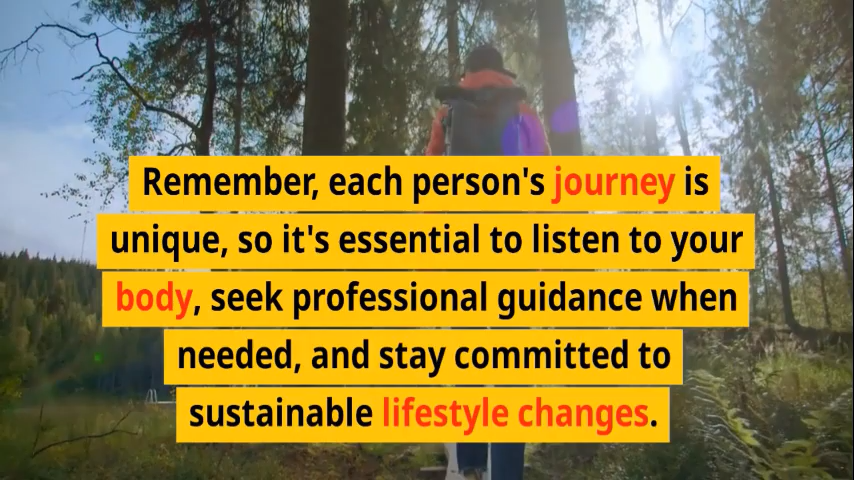 Remember, each person's journey is
unique, so it's essential to listen to your
body, seek professional guidance when
needed, and stay committed to
sustainable lifestyle changes.